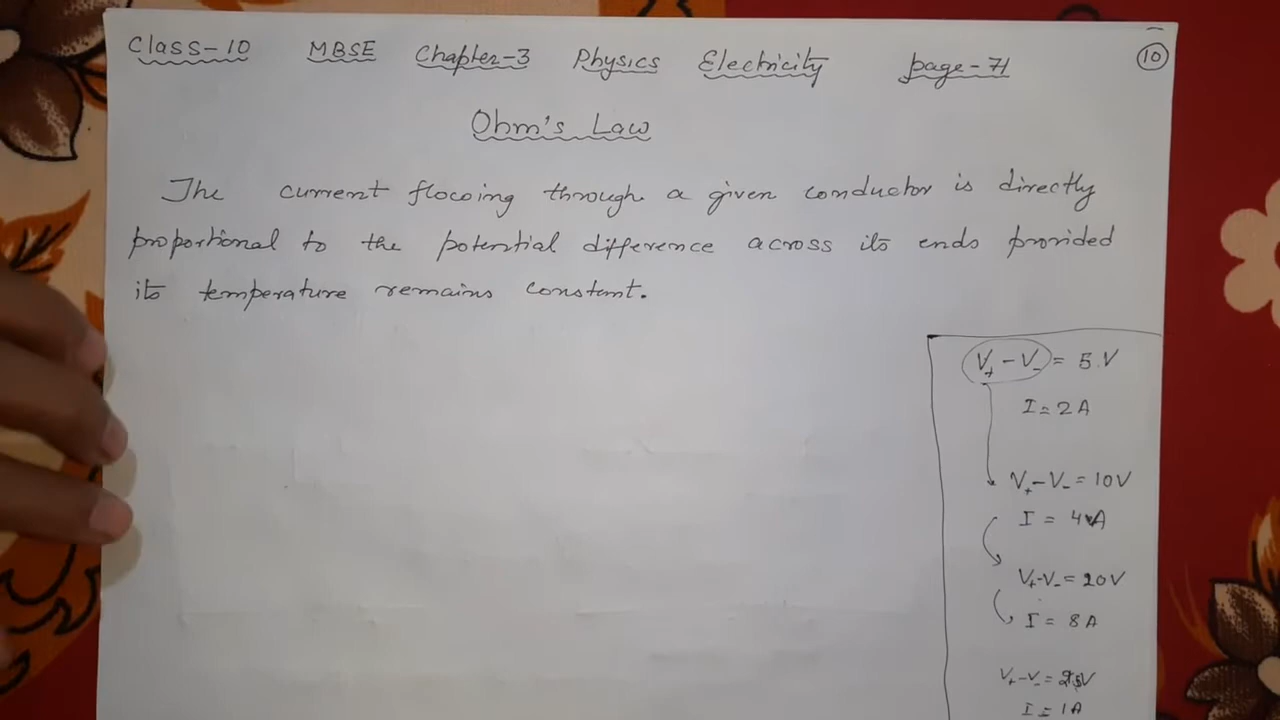 Class-10 MBSE Chapter-3 Physics Electricity page-71
10
Ohm's Law
The current flowing through a given conductor is directly
proportional to the potential difference across its ends provided
its temperature remains constant.
V+ - V- = 5.V
I = 2 A
V+ - V- = 10V
I = 4A
V+ - V- = 20V
I = 8 A
V+ - V- =
I = 1A